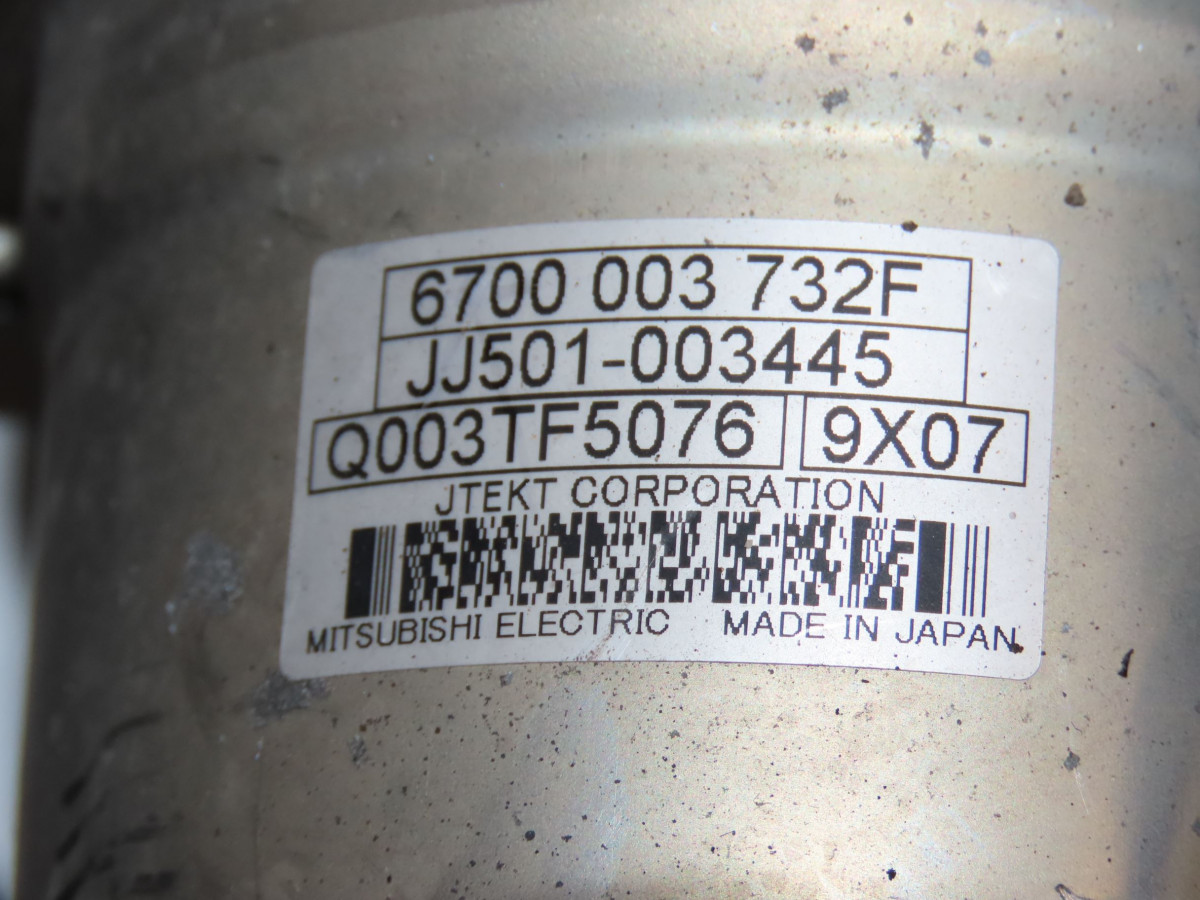 6700 003 732F
JJ501-003445
Q003TF5076 9X07
JTEKT CORPORATION
MITSUBISHI ELECTRIC MADE IN JAPAN